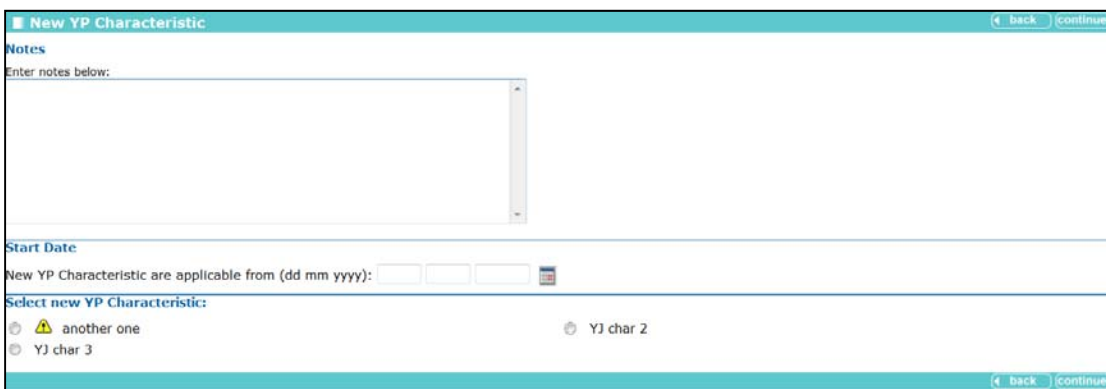 New YP Characteristic back continue
Notes
Enter notes below:
Start Date
New YP Characteristic are applicable from (dd mm yyyy):
Select new YP Characteristic:
another one YJ char 2
YJ char 3
back continue